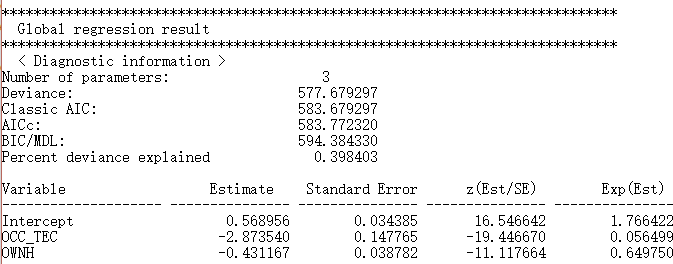 *****************************************************************************
Global regression result
*****************************************************************************
< Diagnostic information >
Number of parameters: 3
Deviance: 577.679297
Classic AIC: 583.679297
AICc: 583.772320
BIC/MDL: 594.384330
Percent deviance explained 0.398403
Variable Estimate Standard Error z(Est/SE) Exp(Est)
-------------------- --------------- --------------- --------------- ---------------
Intercept 0.568956 0.034385 16.546642 1.766422
OCC_TEC -2.873540 0.147765 -19.446670 0.056499
OWNH -0.431167 0.038782 -11.117664 0.649750